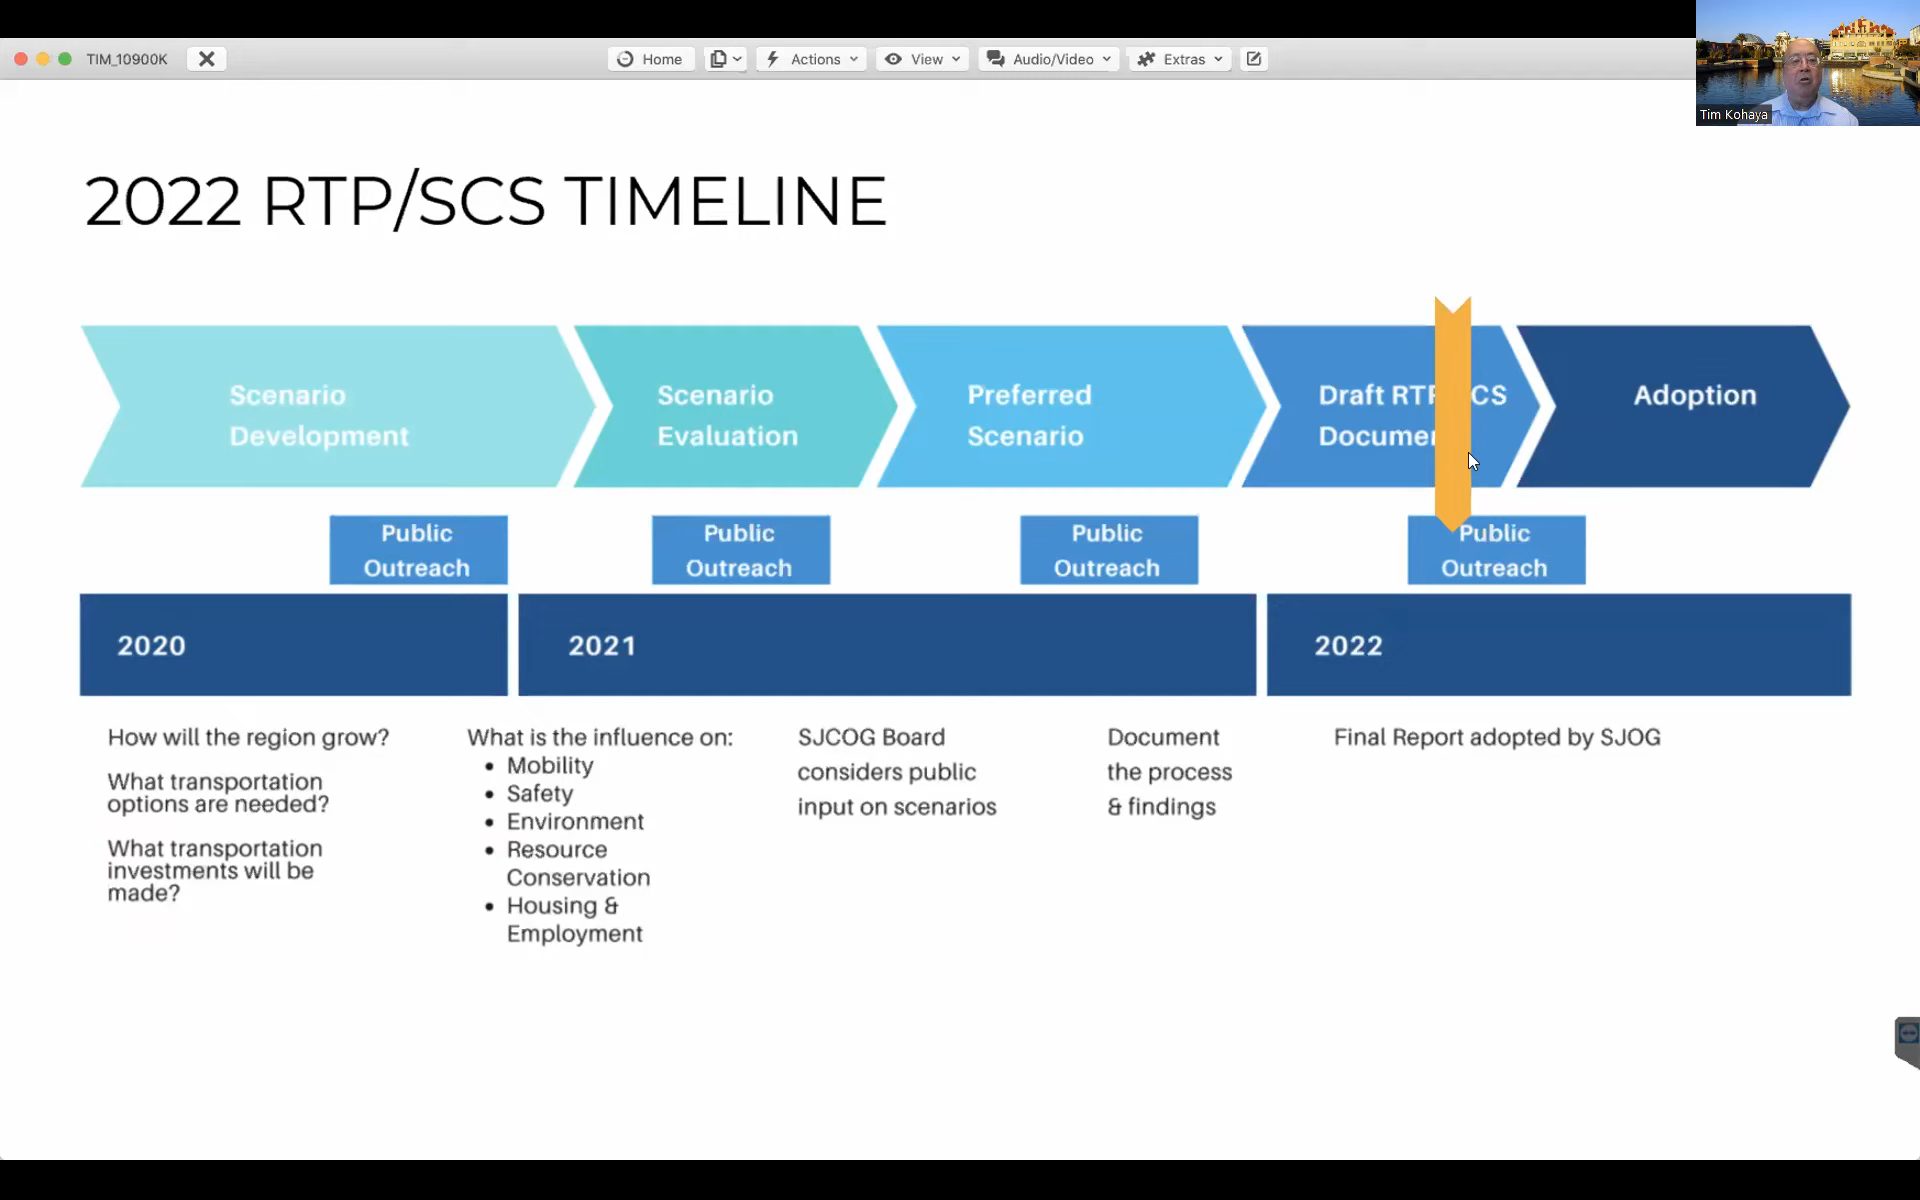 TIM_10900K
Home
Actions
View
Audio/Video
Extras
Tim Kohaya
2022 RTP/SCS TIMELINE
Scenario
Development
Scenario
Evaluation
Preferred
Scenario
Draft RT CS
Docume
Adoption
Public
Outreach
Public
Outreach
Public
Outreach
Public
Outreach
2020
2021
2022
How will the region grow?
What transportation
options are needed?
What transportation
investments will be
made?
What is the influence on:
• Mobility
• Safety
• Environment
• Resource
Conservation
• Housing &
Employment
SJCOG Board
considers public
input on scenarios
Document
the process
& findings
Final Report adopted by SJOG